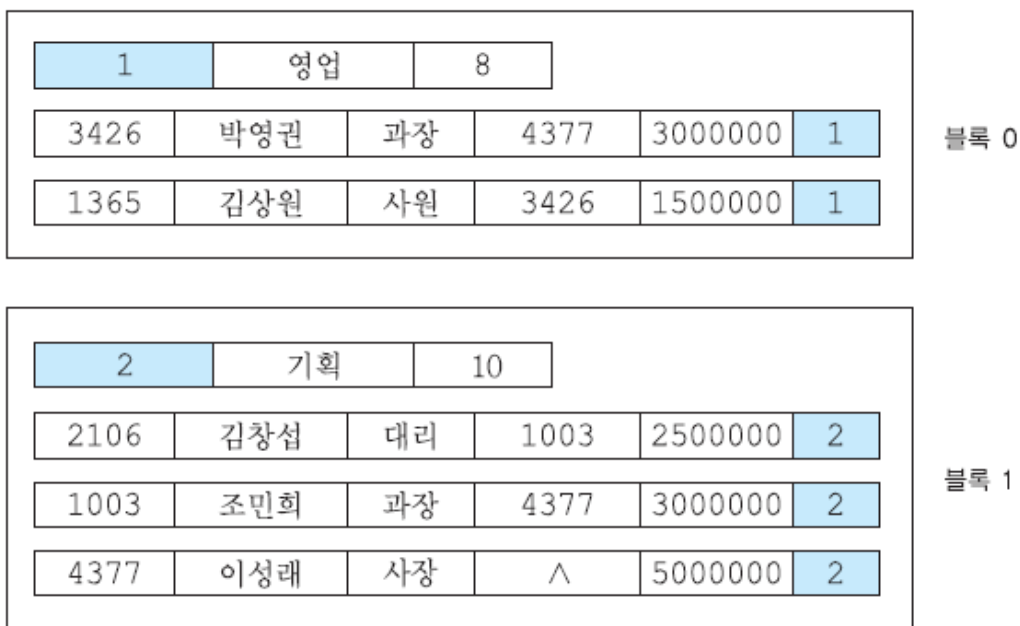 1 영업 8
3426 박영권 과장 4377 3000000 1
블록 0
1365 김상원 사원 3426 1500000 1
2 기획 10
2106 김창섭 대리 1003 2500000 2
블록 1
1003 조민희 과장 4377 3000000 2
4377 이성래 사장 ∧ 5000000 2